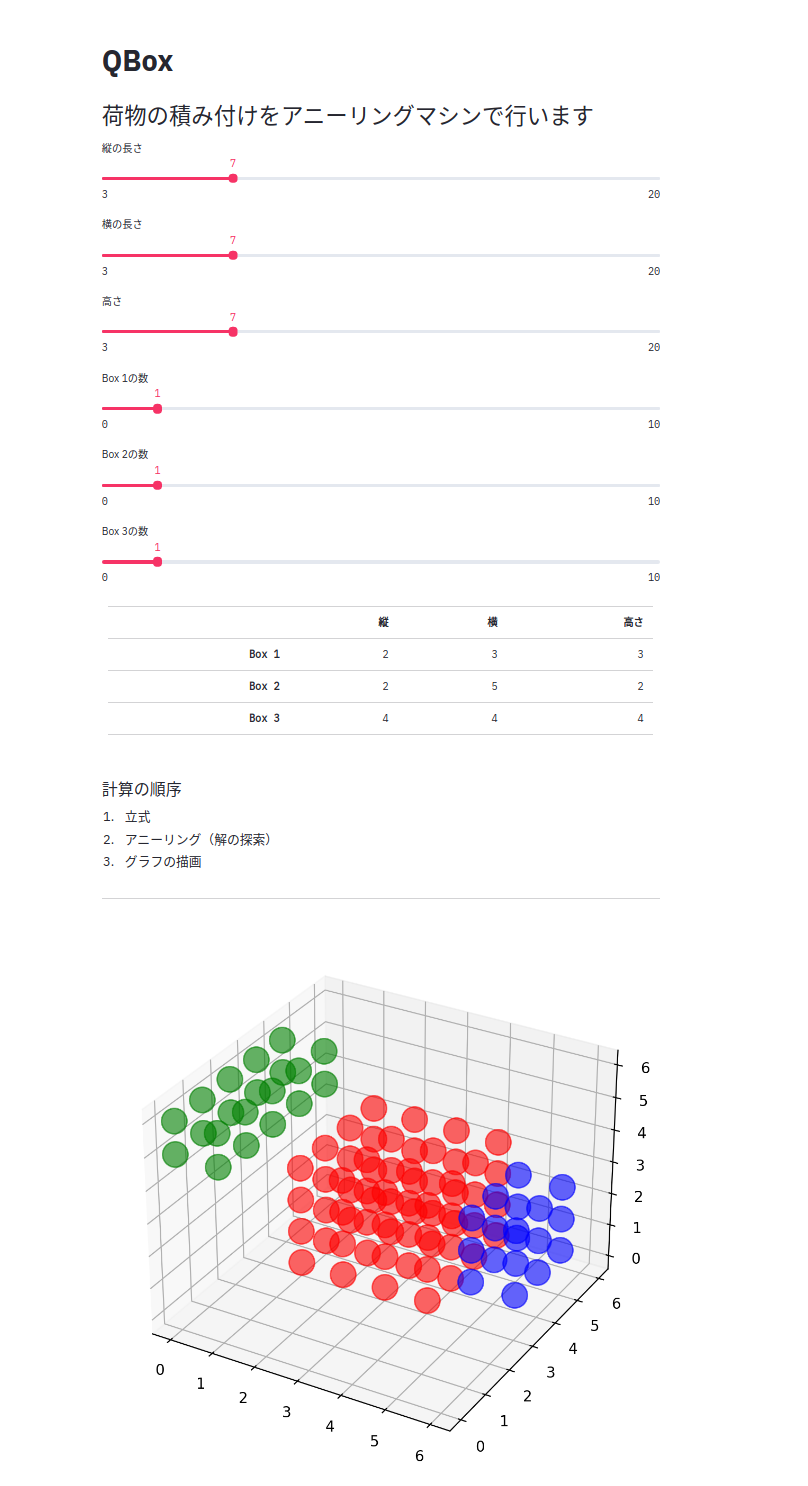 QBox
荷物の積み付けをアニーリングマシンで行います
縦の長さ
7
3 20
横の長さ
7
3 20
高さ
7
3 20
Box 1の数
1
0 10
Box 2の数
1
0 10
Box 3の数
1
0 10
縦 横 高さ
Box 1 2 3 3
Box 2 2 5 2
Box 3 4 4 4
計算の順序
1. 立式
2. アニーリング（解の探索）
3. グラフの描画
6
5
4
3
2
1
0
6
5
4
3
2
1
0
0
1
2
3
4
5
6